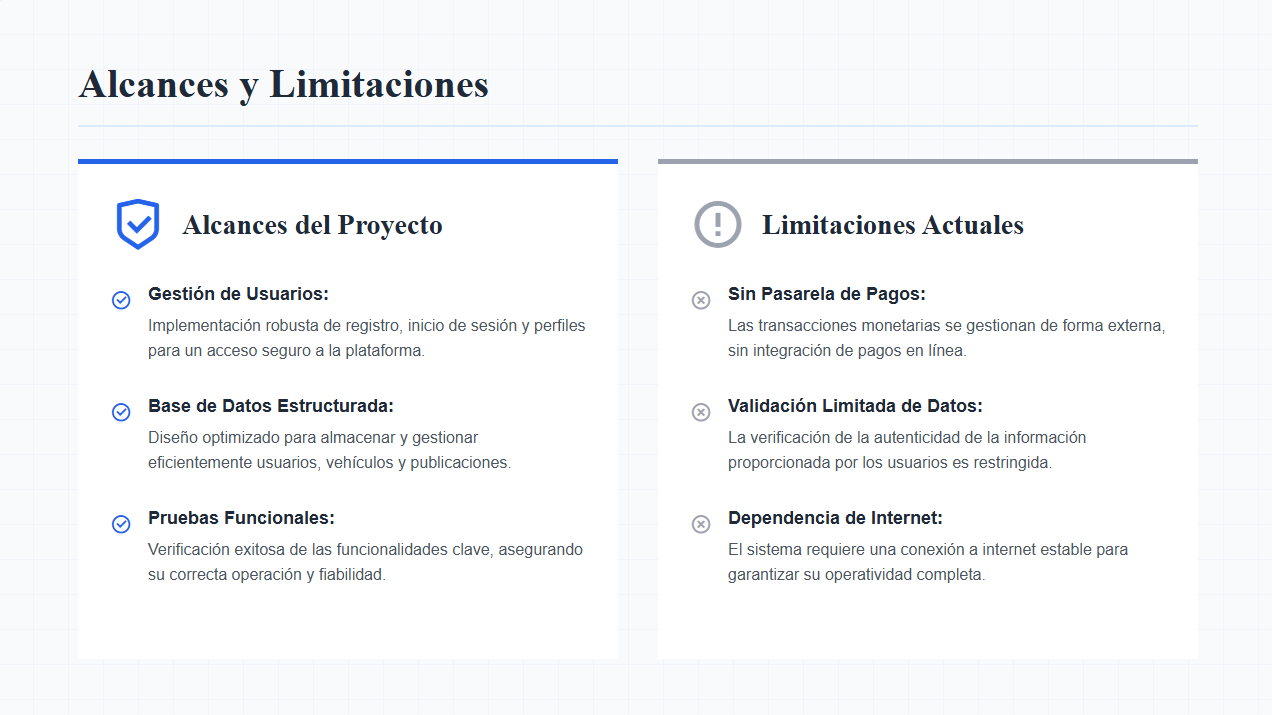 Alcances y Limitaciones
Alcances del Proyecto
Gestión de Usuarios:
Implementación robusta de registro, inicio de sesión y perfiles
para un acceso seguro a la plataforma.
Base de Datos Estructurada:
Diseño optimizado para almacenar y gestionar
eficientemente usuarios, vehículos y publicaciones.
Pruebas Funcionales:
Verificación exitosa de las funcionalidades clave, asegurando
su correcta operación y fiabilidad.
Limitaciones Actuales
Sin Pasarela de Pagos:
Las transacciones monetarias se gestionan de forma externa,
sin integración de pagos en línea.
Validación Limitada de Datos:
La verificación de la autenticidad de la información
proporcionada por los usuarios es restringida.
Dependencia de Internet:
El sistema requiere una conexión a internet estable para
garantizar su operatividad completa.